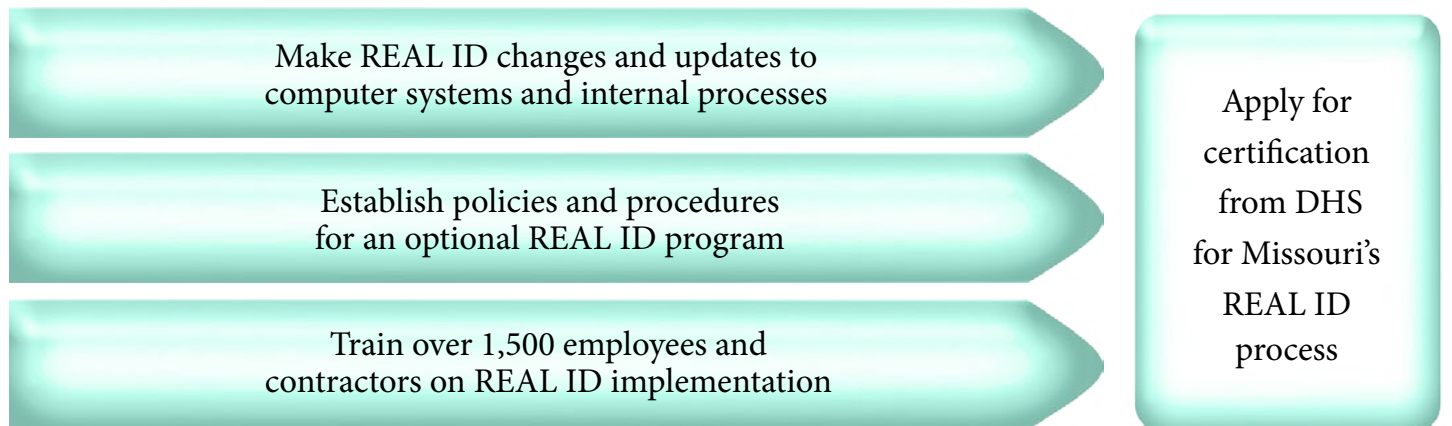 Make REAL ID changes and updates to
computer systems and internal processes
Establish policies and procedures
for an optional REAL ID program
Train over 1,500 employees and
contractors on REAL ID implementation
Apply for
certification
from DHS
for Missouri's
REAL ID
process